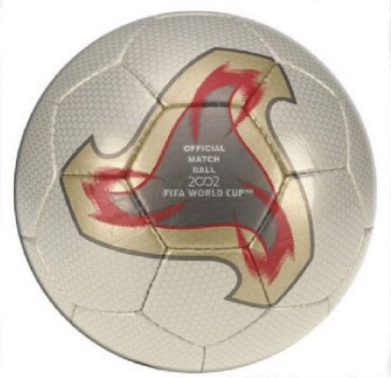 OFFICIAL
MATCH
BALL
2002
FIFA WORLD CUP™